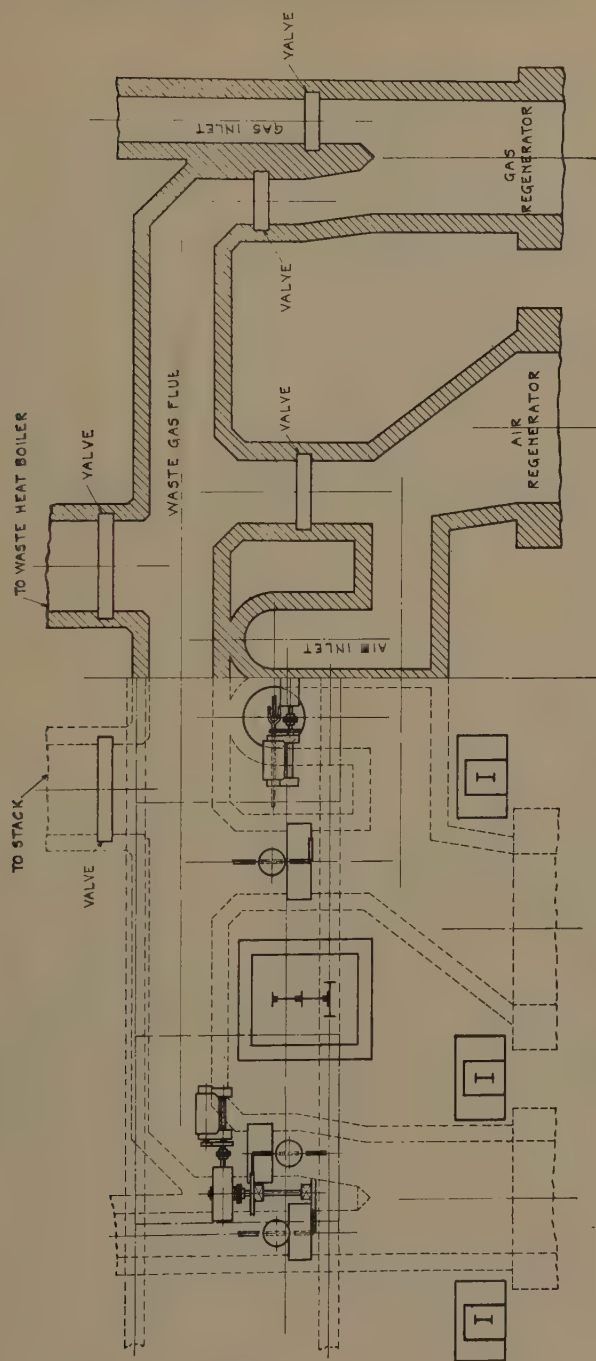 TO WASTE HEAT BOILER
VALVE
TO STACK
VALVE
WASTE GAS FLUE
VALVE
GAS INLET
VALVE
VALVE
AIR INLET
AIR
REGENERATOR
GAS
REGENERATOR